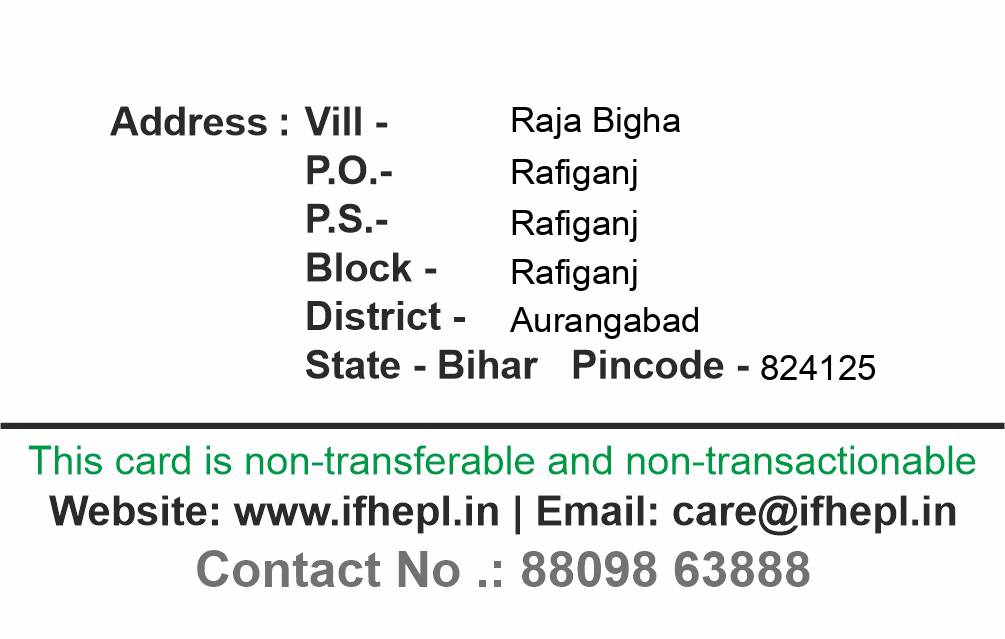 Address : Vill - Raja Bigha
P.O.- Rafiganj
P.S.- Rafiganj
Block - Rafiganj
District - Aurangabad
State - Bihar Pincode - 824125
This card is non-transferable and non-transactionable
Website: www.ifhepl.in | Email: care@ifhepl.in
Contact No .: 88098 63888